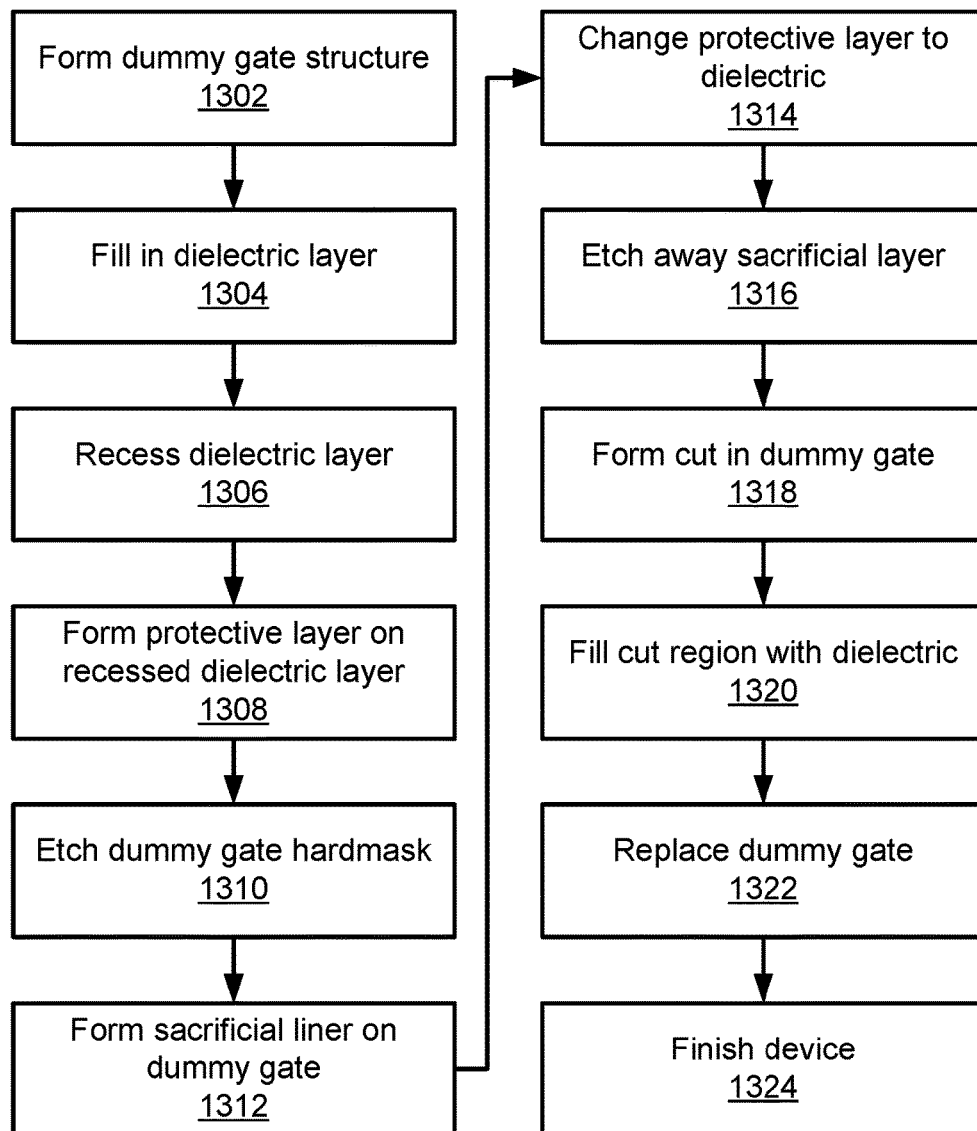 Form dummy gate structure
1302
Fill in dielectric layer
1304
Recess dielectric layer
1306
Form protective layer on
recessed dielectric layer
1308
Etch dummy gate hardmask
1310
Form sacrificial liner on
dummy gate
1312
Change protective layer to
dielectric
1314
Etch away sacrificial layer
1316
Form cut in dummy gate
1318
Fill cut region with dielectric
1320
Replace dummy gate
1322
Finish device
1324